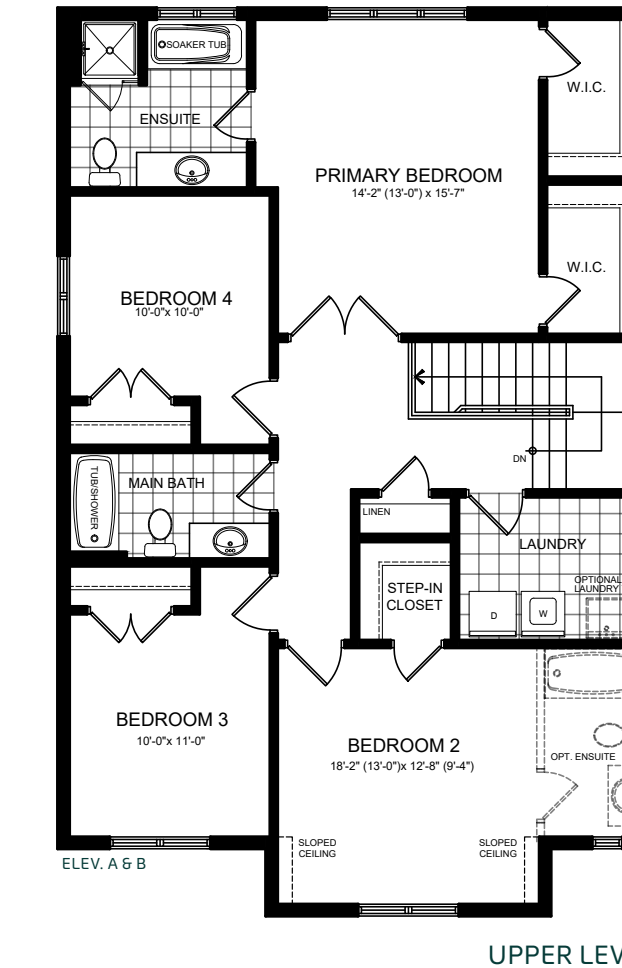 SOAKER TUB
ENSUITE
W.I.C.
PRIMARY BEDROOM
14'-2" (13'-0") x 15'-7"
W.I.C.
BEDROOM 4
10'-0"x 10'-0"
DN
TUB/SHOWER
MAIN BATH
LINEN
LAUNDRY
OPTIONAL
LAUNDRY
STEP-IN
CLOSET
D
W
S
BEDROOM 3
10'-0"x 11'-0"
BEDROOM 2
18'-2" (13'-0")x 12'-8" (9'-4")
OPT. ENSUITE
SLOPED
CEILING
SLOPED
CEILING
ELEV. A & B
UPPER LEV